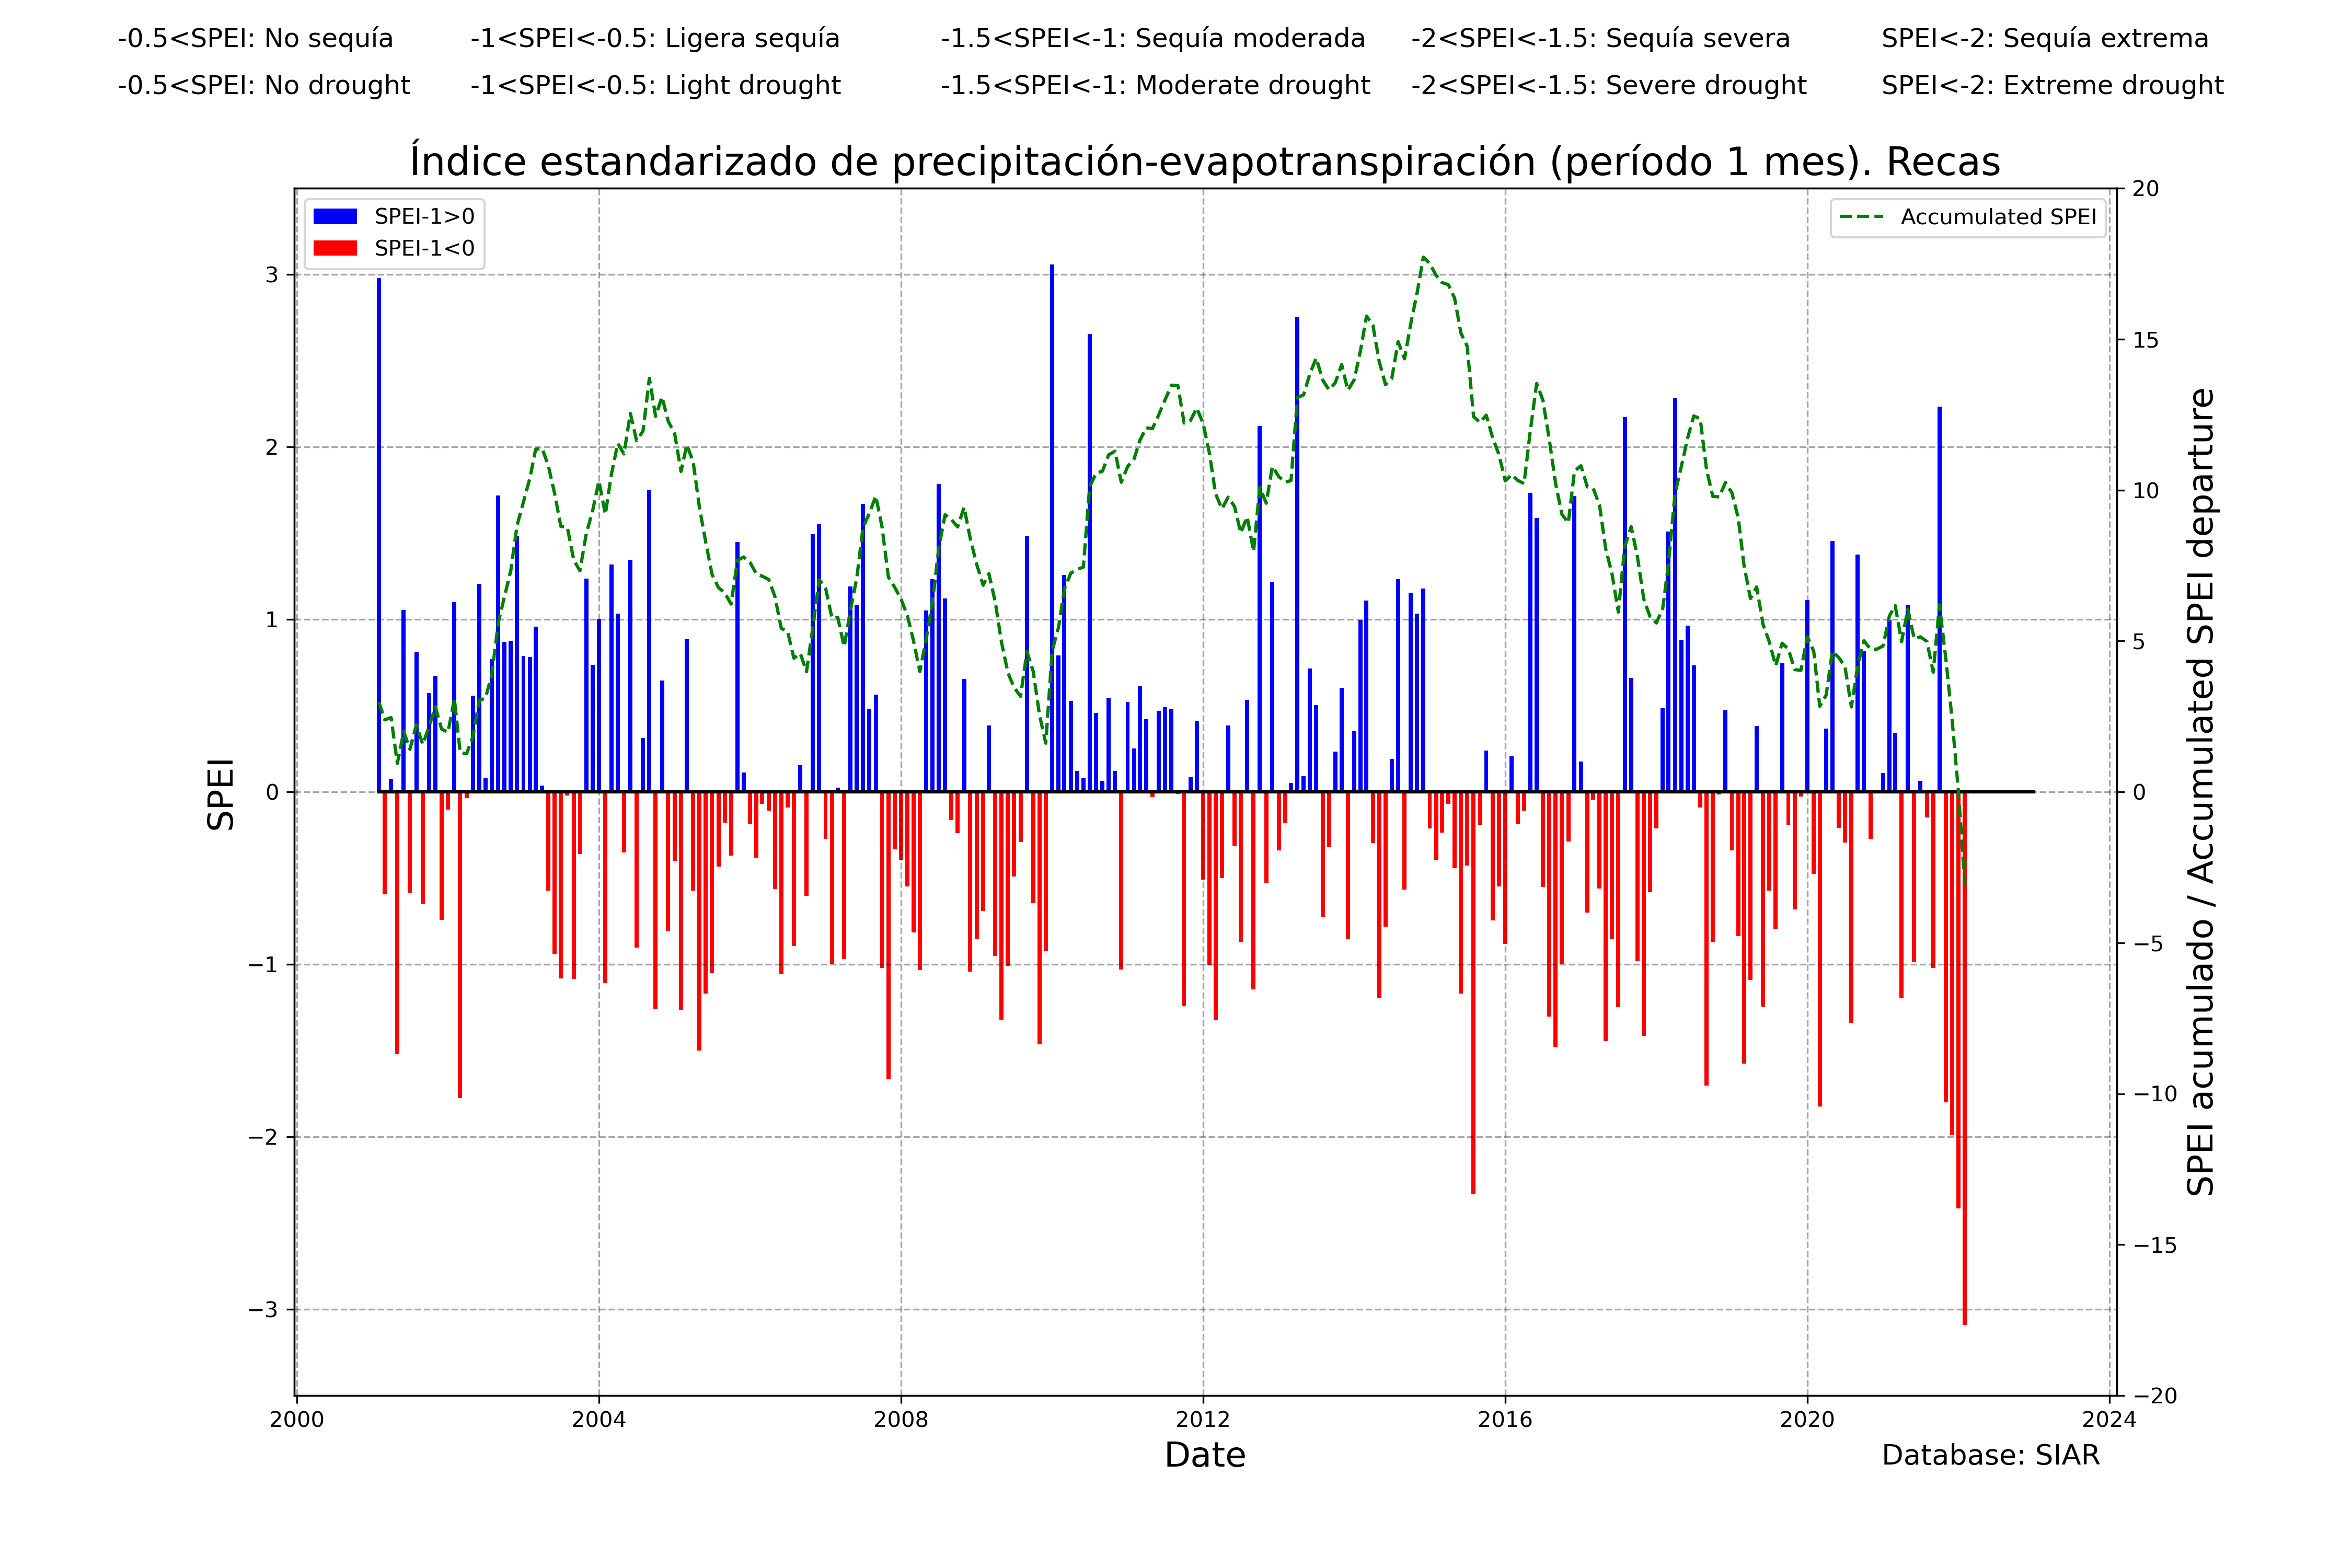 -0.5<SPEI: No sequía -1<SPEI<-0.5: Ligera sequía -1.5<SPEI<-1: Sequía moderada -2<SPEI<-1.5: Sequía severa SPEI<-2: Sequía extrema
-0.5<SPEI: No drought -1<SPEI<-0.5: Light drought -1.5<SPEI<-1: Moderate drought -2<SPEI<-1.5: Severe drought SPEI<-2: Extreme drought
Índice estandarizado de precipitación-evapotranspiración (período 1 mes). Recas
SPEI-1>0
SPEI-1<0
Accumulated SPEI
SPEI
3
2
1
0
−1
−2
−3
20
15
10
5
0
−5
−10
−15
−20
SPEI acumulado / Accumulated SPEI departure
2000 2004 2008 2012 2016 2020 2024
Date
Database: SIAR